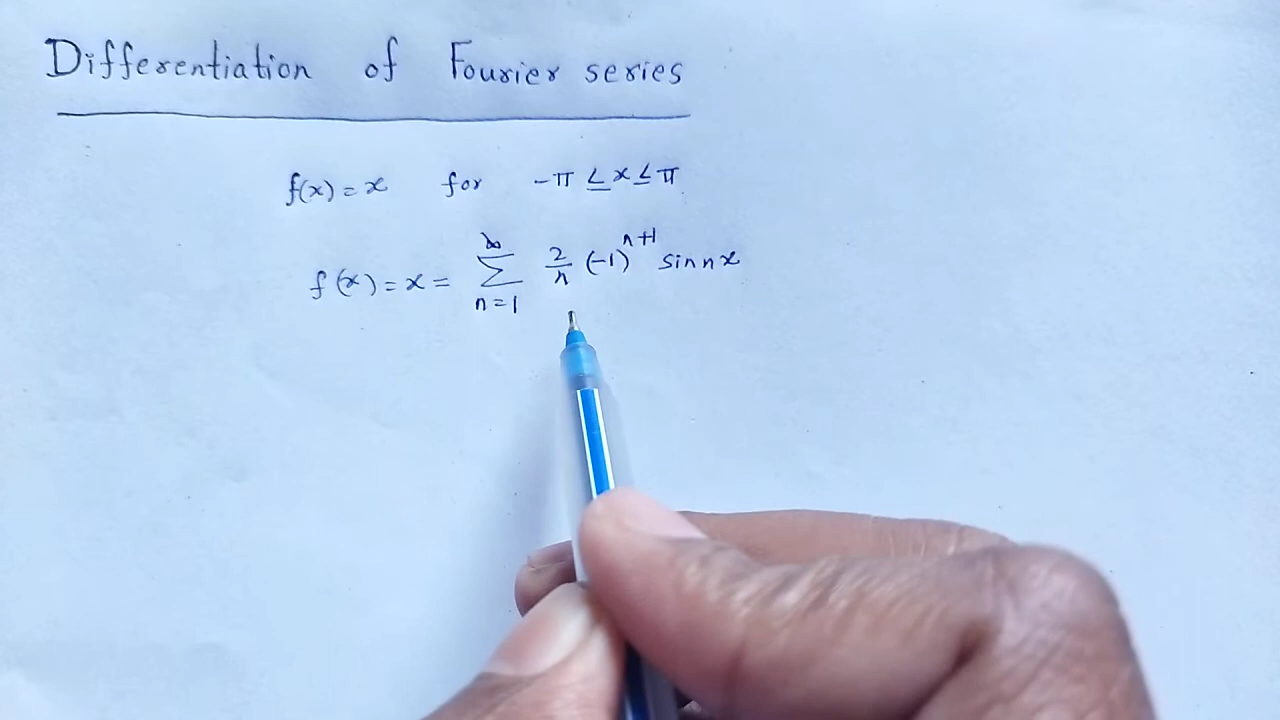 Differentiation of Fourier series
f(x) = x for -π ≤ x ≤ π
f(x) = x = ∞ ∑ n=1 2/n (-1)^n+1 sin nx